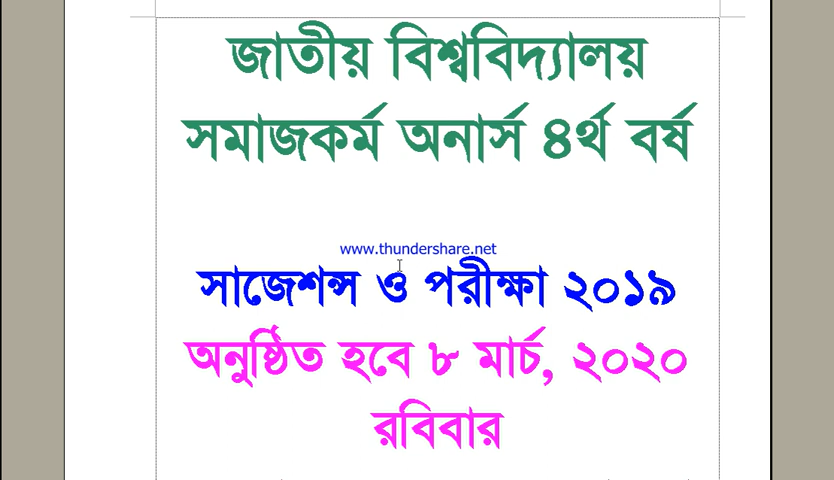 জাতীয় বিশ্ববিদ্যালয়
সমাজকর্ম অনার্স ৪র্থ বর্ষ
www.thundershare.net
সাজেশন্স ও পরীক্ষা ২০১৯
অনুষ্ঠিত হবে ৮ মার্চ, ২০২০
রবিবার